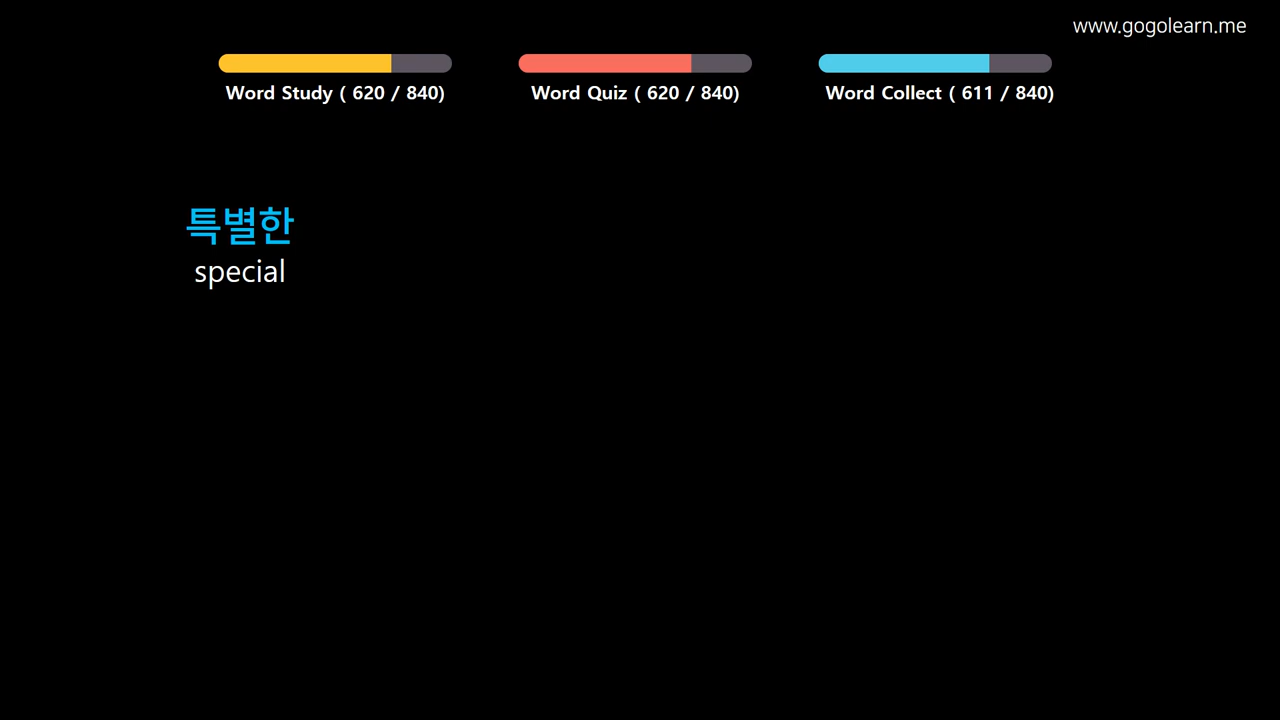 www.gogolearn.me
Word Study ( 620 / 840)
Word Quiz ( 620 / 840)
Word Collect ( 611 / 840)
특별한
special